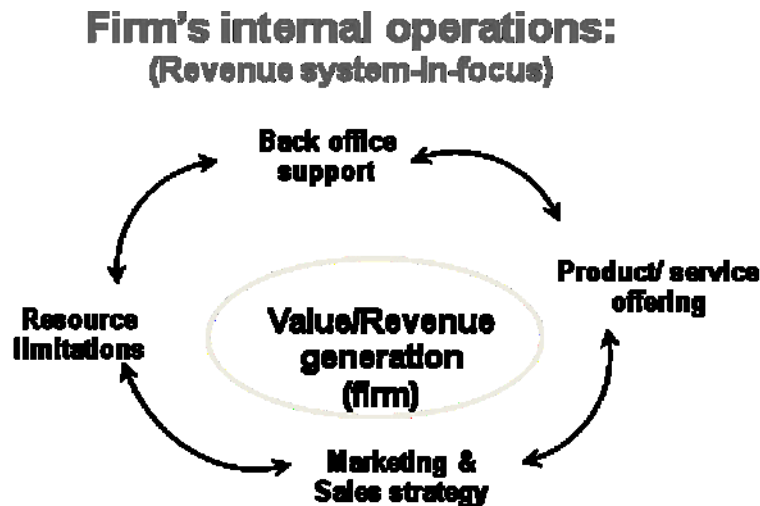 Firm's internal operations:
(Revenue system-in-focus)
Back office
support
Product/ service
offering
Resource
limitations
Value/Revenue
generation
(firm)
Marketing &
Sales strategy